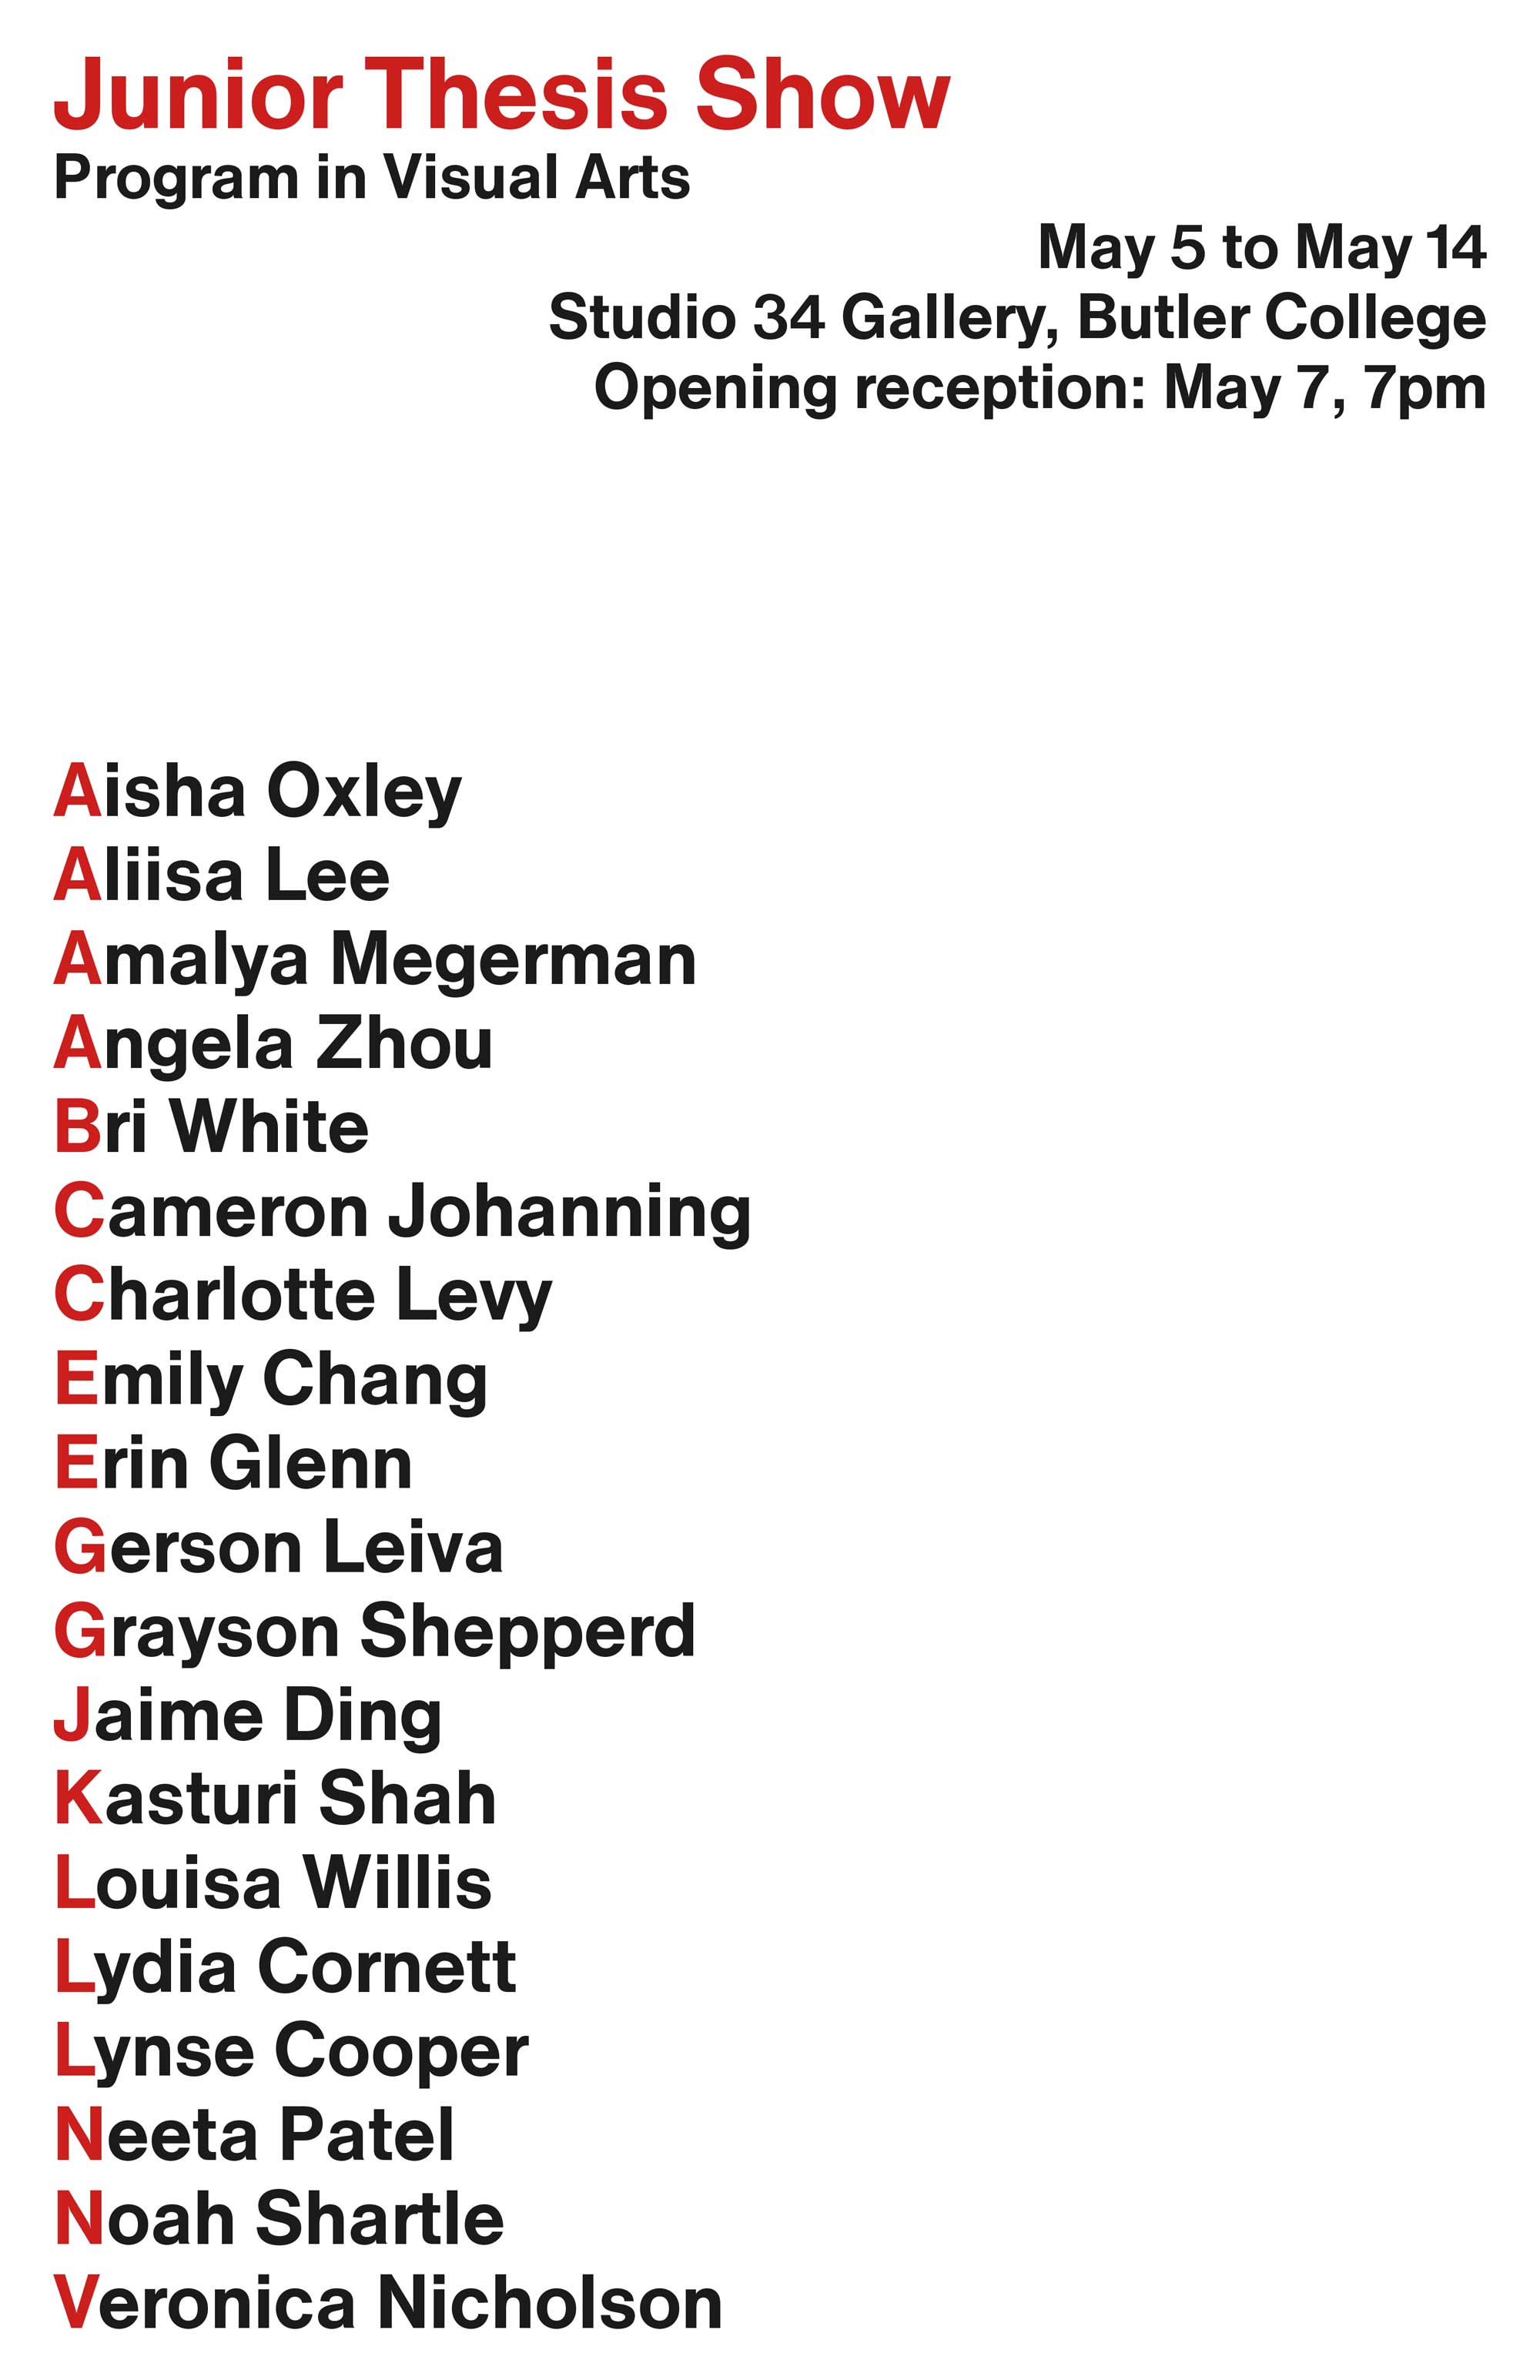 Junior Thesis Show
Program in Visual Arts
May 5 to May 14
Studio 34 Gallery, Butler College
Opening reception: May 7, 7pm
Aisha Oxley
Aliisa Lee
Amalya Megerman
Angela Zhou
Bri White
Cameron Johanning
Charlotte Levy
Emily Chang
Erin Glenn
Gerson Leiva
Grayson Shepperd
Jaime Ding
Kasturi Shah
Louisa Willis
Lydia Cornett
Lynse Cooper
Neeta Patel
Noah Shartle
Veronica Nicholson